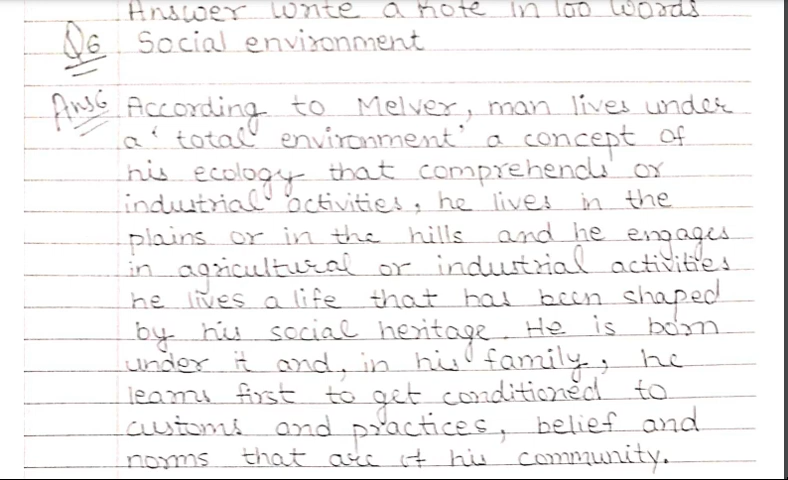 Answer write a note in 100 words
Q6 Social environment
Ans6 According to Melver, man lives under
a ' total environment' a concept of
his ecology that comprehends or
industrial activities, he lives in the
plains or in the hills and he engages
in agricultural or industrial activities
he lives a life that has been shaped
by his social heritage. He is born
under it and, in his family, he
learns first to get conditioned to
customs and practices, belief and
norms that are of his community.